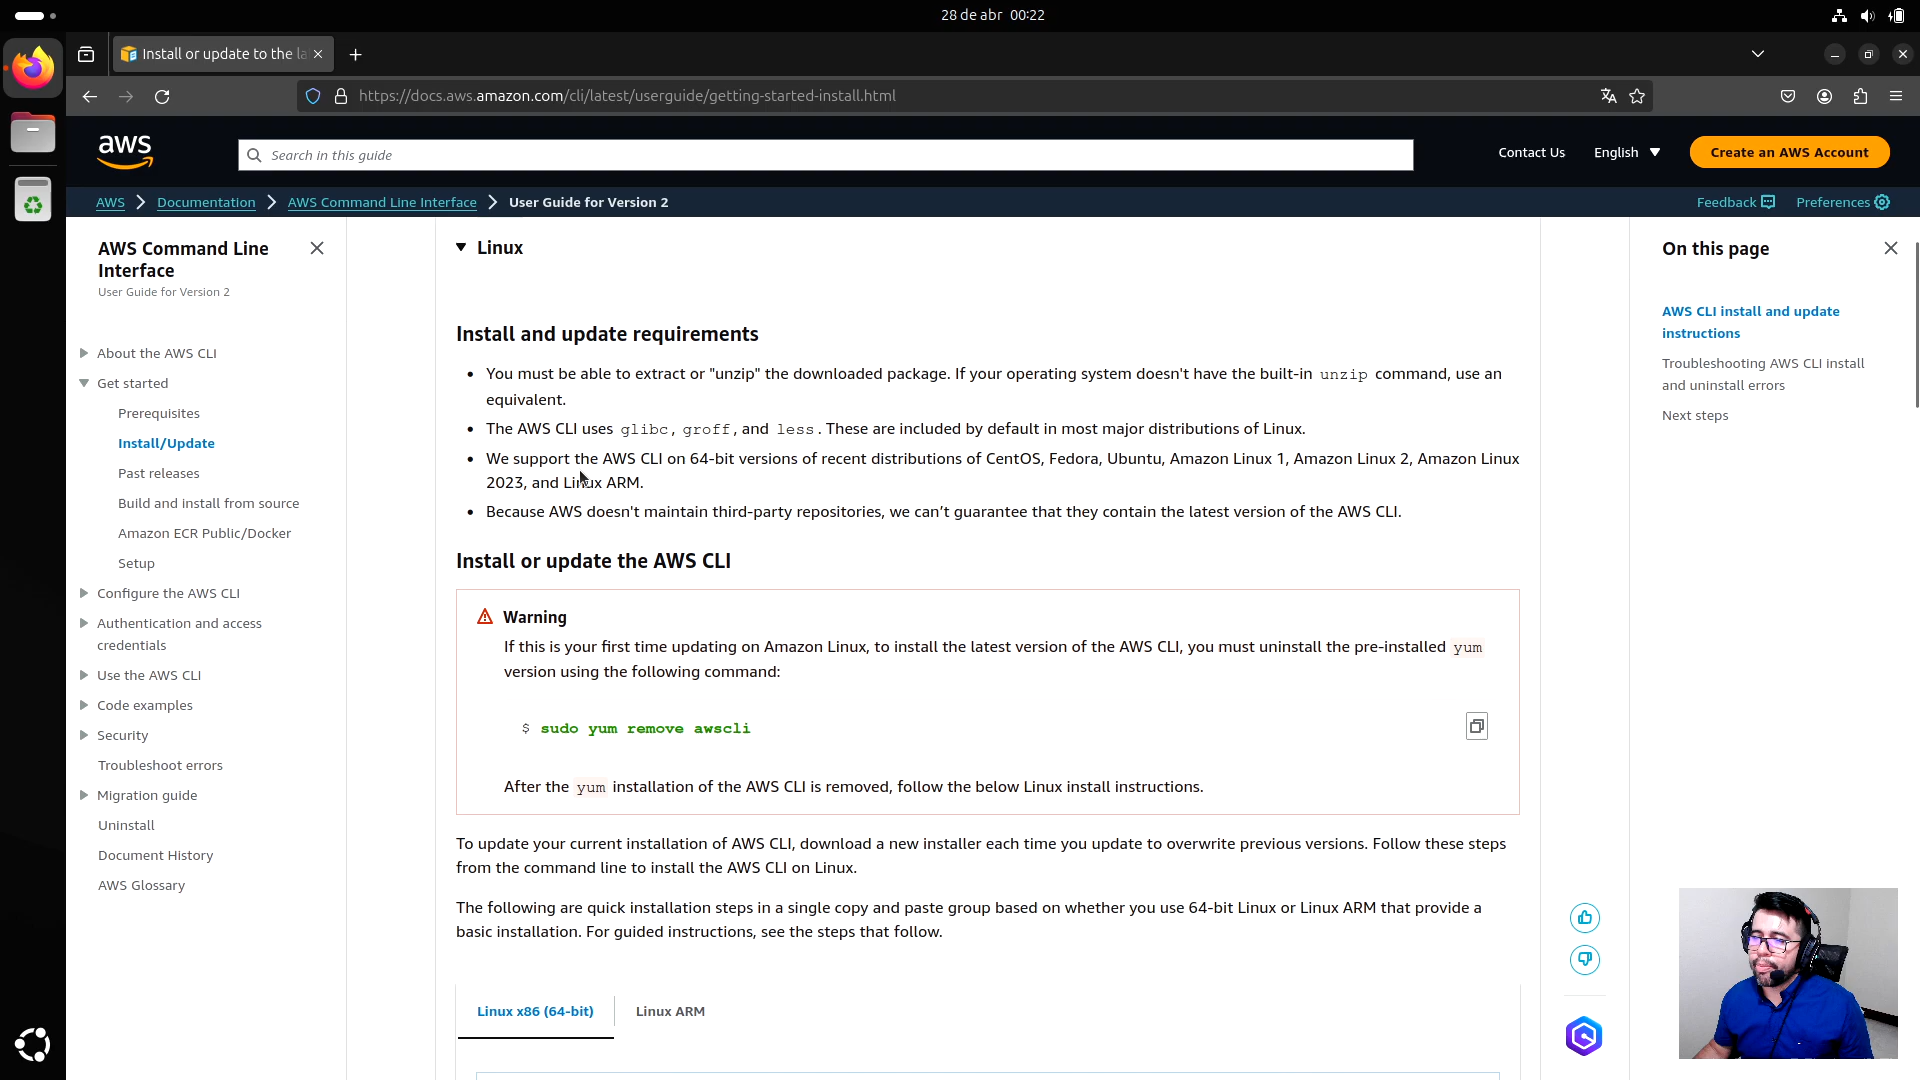 28 de abr 00:22
Install or update to the la
https://docs.aws.amazon.com/cli/latest/userguide/getting-started-install.html
aws
Search in this guide
Contact Us
English
Create an AWS Account
AWS
Documentation
AWS Command Line Interface
User Guide for Version 2
Feedback
Preferences
AWS Command Line
Interface
User Guide for Version 2
About the AWS CLI
Get started
Prerequisites
Install/Update
Past releases
Build and install from source
Amazon ECR Public/Docker
Setup
Configure the AWS CLI
Authentication and access
credentials
Use the AWS CLI
Code examples
Security
Troubleshoot errors
Migration guide
Uninstall
Document History
AWS Glossary
Linux
Install and update requirements
You must be able to extract or "unzip" the downloaded package. If your operating system doesn't have the built-in unzip command, use an
equivalent.
The AWS CLI uses glibc, groff, and less. These are included by default in most major distributions of Linux.
We support the AWS CLI on 64-bit versions of recent distributions of CentOS, Fedora, Ubuntu, Amazon Linux 1, Amazon Linux 2, Amazon Linux
2023, and Linux ARM.
Because AWS doesn't maintain third-party repositories, we can’t guarantee that they contain the latest version of the AWS CLI.
Install or update the AWS CLI
Warning
If this is your first time updating on Amazon Linux, to install the latest version of the AWS CLI, you must uninstall the pre-installed yum
version using the following command:
$ sudo yum remove awscli
After the yum installation of the AWS CLI is removed, follow the below Linux install instructions.
To update your current installation of AWS CLI, download a new installer each time you update to overwrite previous versions. Follow these steps
from the command line to install the AWS CLI on Linux.
The following are quick installation steps in a single copy and paste group based on whether you use 64-bit Linux or Linux ARM that provide a
basic installation. For guided instructions, see the steps that follow.
Linux x86 (64-bit)
Linux ARM
On this page
AWS CLI install and update
instructions
Troubleshooting AWS CLI install
and uninstall errors
Next steps